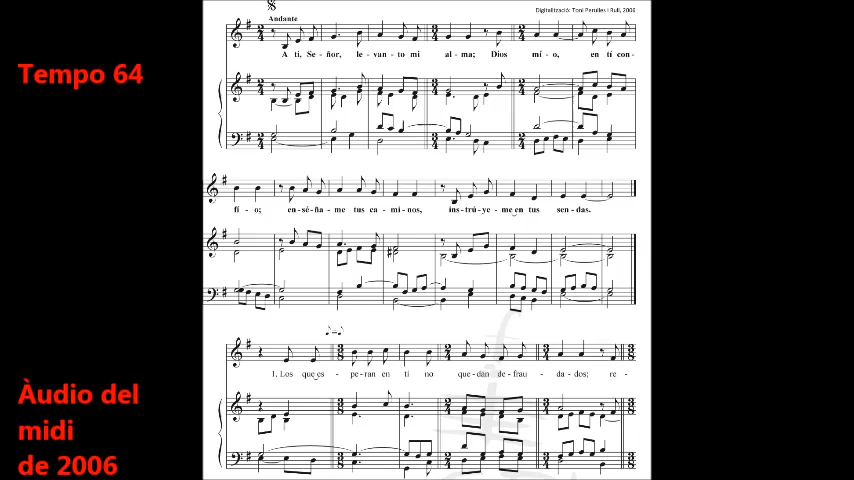 Digitalització: Toni Perulles i Rull, 2006
Andante
A ti, Se-ñor, le-van-to mi al-ma; Dios mí-o, en tí con-
Tempo 64
fí-o; en-sé-ña-me tus ca-mi-nos, ins-trú-ye-me en tus sen-das.
1. Los que es-pe-ran en ti no que-dan de-frau-da-dos; re-
Àudio del
midi
de 2006